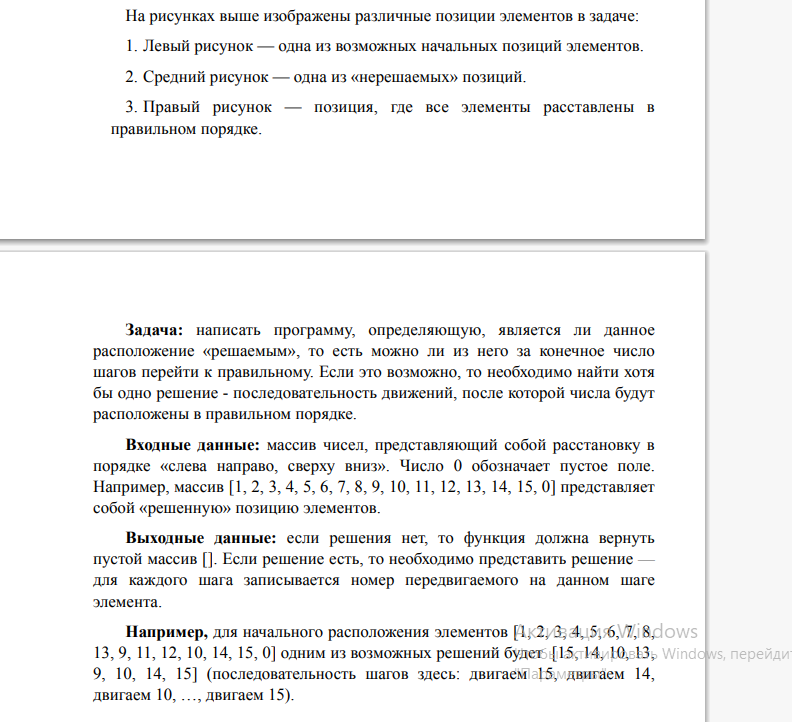 На рисунках выше изображены различные позиции элементов в задаче:
1. Левый рисунок — одна из возможных начальных позиций элементов.
2. Средний рисунок — одна из «нерешаемых» позиций.
3. Правый рисунок — позиция, где все элементы расставлены в
правильном порядке.
Задача: написать программу, определяющую, является ли данное
расположение «решаемым», то есть можно ли из него за конечное число
шагов перейти к правильному. Если это возможно, то необходимо найти хотя
бы одно решение - последовательность движений, после которой числа будут
расположены в правильном порядке.
Входные данные: массив чисел, представляющий собой расстановку в
порядке «слева направо, сверху вниз». Число 0 обозначает пустое поле.
Например, массив [1, 2, 3, 4, 5, 6, 7, 8, 9, 10, 11, 12, 13, 14, 15, 0] представляет
собой «решенную» позицию элементов.
Выходные данные: если решения нет, то функция должна вернуть
пустой массив []. Если решение есть, то необходимо представить решение —
для каждого шага записывается номер передвигаемого на данном шаге
элемента.
Например, для начального расположения элементов [1, 2, 3, 4, 5, 6, 7, 8,
13, 9, 11, 12, 10, 14, 15, 0] одним из возможных решений будет [15, 14, 10, 13,
9, 10, 14, 15] (последовательность шагов здесь: двигаем 15, двигаем 14,
двигаем 10, …, двигаем 15).
Активация Windows
Чтобы активировать Windows, перейдит
"Параметры".